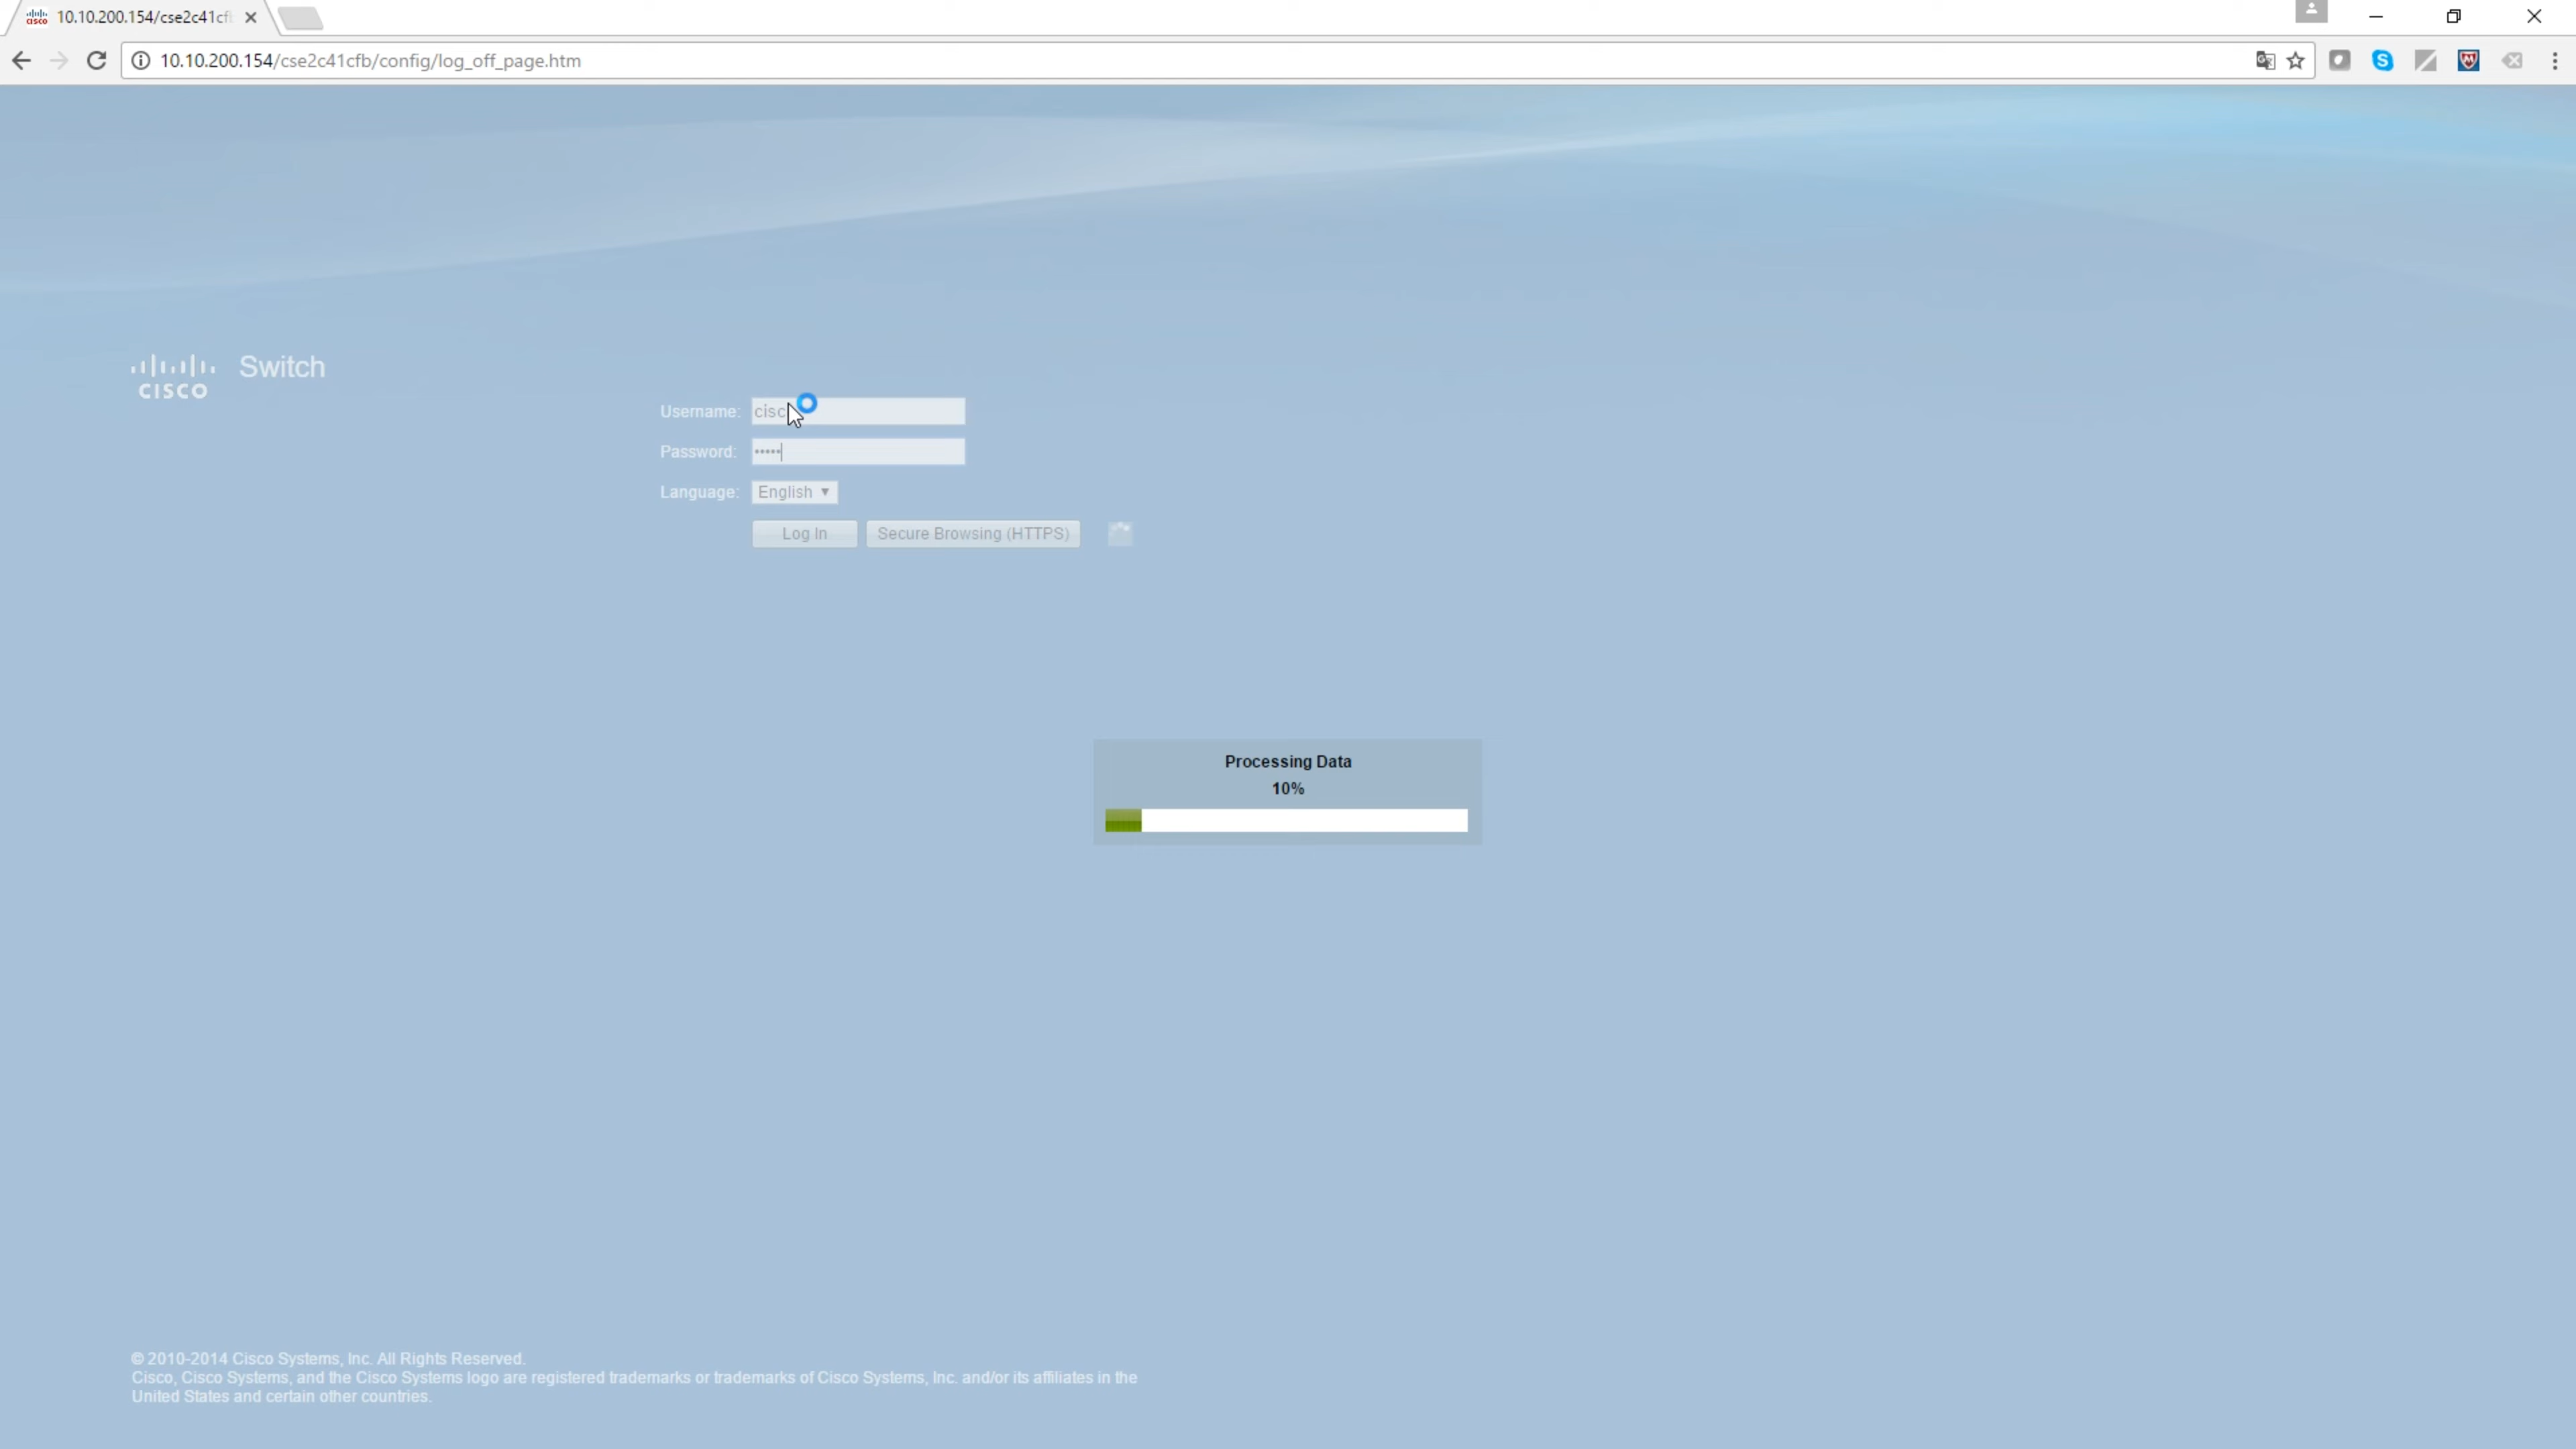 10.10.200.154/cse2c41cf
10.10.200.154/cse2c41cfb/config/log_off_page.htm
CISCO
Switch
Username: cisc
Password: •••••
Language: English
Log In
Secure Browsing (HTTPS)
Processing Data
10%
© 2010-2014 Cisco Systems, Inc. All Rights Reserved.
Cisco, Cisco Systems, and the Cisco Systems logo are registered trademarks or trademarks of Cisco Systems, Inc. and/or its affiliates in the
United States and certain other countries.